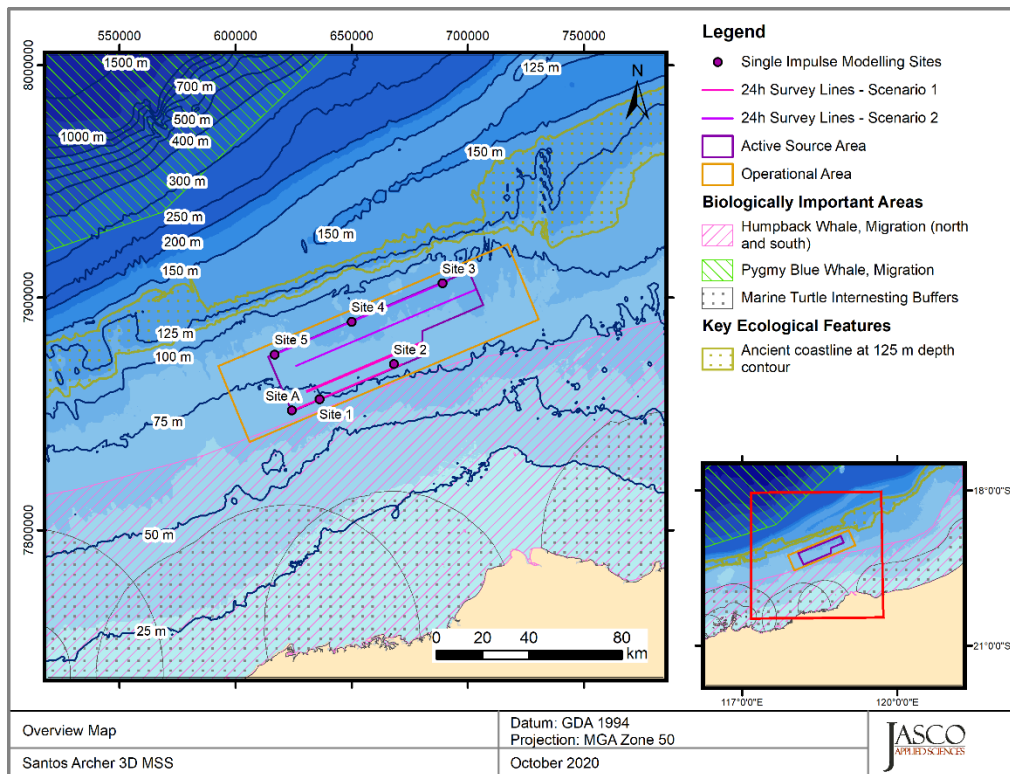 550000 600000 650000 700000 750000
8000000
7900000
7800000
1500 m
700 m
500 m
1000 m
400 m
300 m
250 m
200 m
150 m
125 m
100 m
75 m
50 m
25 m
125 m
150 m
150 m
150 m
N
Site 3
Site 4
Site 5
Site 2
Site A
Site 1
0 20 40 80
km
Legend
Single Impulse Modelling Sites
24h Survey Lines - Scenario 1
24h Survey Lines - Scenario 2
Active Source Area
Operational Area
Biologically Important Areas
Humpback Whale, Migration (north
and south)
Pygmy Blue Whale, Migration
Marine Turtle Internesting Buffers
Key Ecological Features
Ancient coastline at 125 m depth
contour
18°0'0"S
21°0'0"S
117°0'0"E 120°0'0"E
Overview Map
Datum: GDA 1994
Projection: MGA Zone 50
Santos Archer 3D MSS
October 2020
JASCO
APPLIED SCIENCES